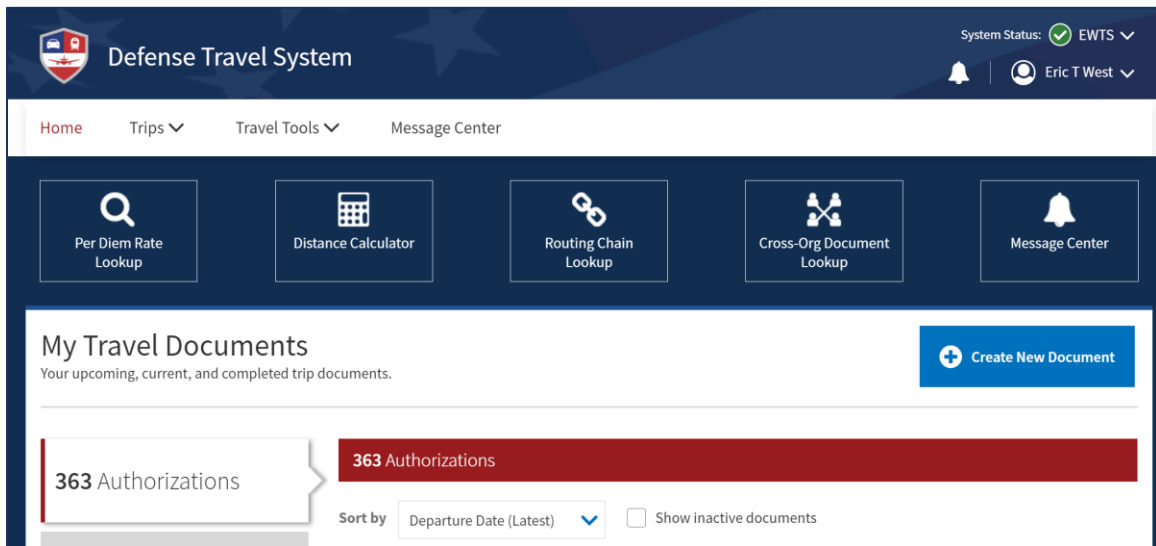 Defense Travel System
System Status: EWTS
Eric T West
Home Trips Travel Tools Message Center
Per Diem Rate
Lookup
Distance Calculator
Routing Chain
Lookup
Cross-Org Document
Lookup
Message Center
My Travel Documents
Your upcoming, current, and completed trip documents.
Create New Document
363 Authorizations
363 Authorizations
Sort by Departure Date (Latest) Show inactive documents